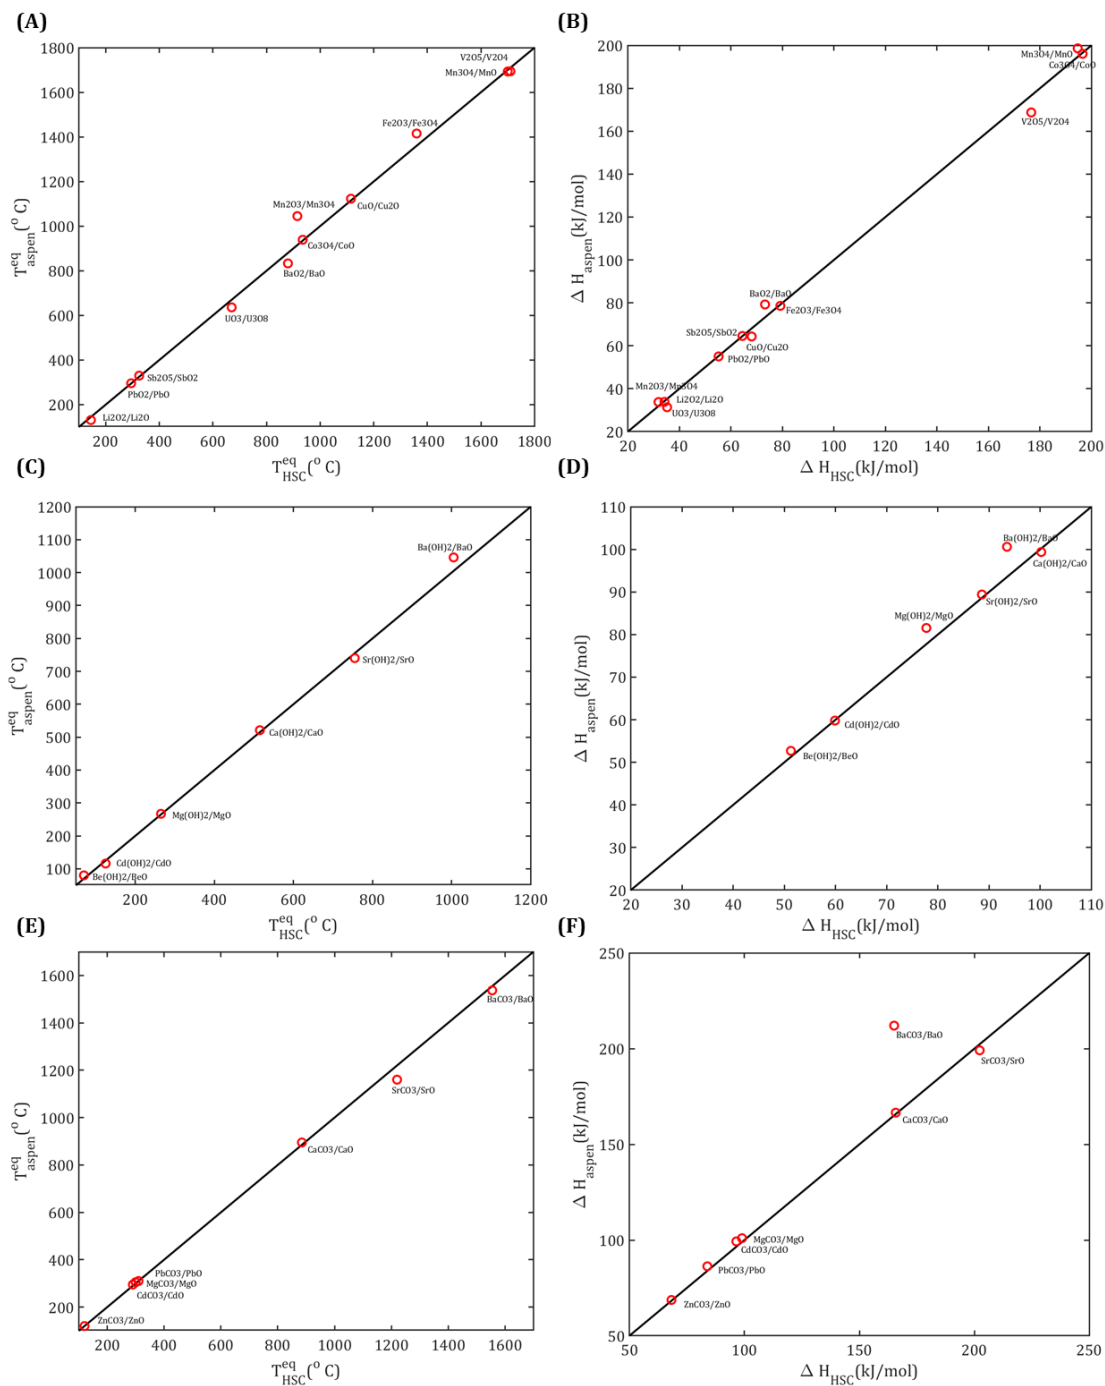 (A)
1800
1600
1400
1200
1000
800
600
400
200
200
400
600
800
1000
1200
1400
1600
1800
T^eq_aspen(° C)
T^eq_HSC(° C)
V2O5/V2O4
Mn3O4/MnO
Fe2O3/Fe3O4
CuO/Cu2O
Mn2O3/Mn3O4
Co3O4/CoO
BaO2/BaO
UO3/U3O8
Sb2O5/SbO2
PbO2/PbO
Li2O2/Li2O
(B)
200
180
160
140
120
100
80
60
40
20
20
40
60
80
100
120
140
160
180
200
Δ H_aspen(kJ/mol)
Δ H_HSC(kJ/mol)
Mn3O4/MnO
Co3O4/CoO
V2O5/V2O4
BaO2/BaO
Fe2O3/Fe3O4
Sb2O5/SbO2
CuO/Cu2O
PbO2/PbO
Mn2O3/Mn3O4
Li2O2/Li2O
UO3/U3O8
(C)
1200
1100
1000
900
800
700
600
500
400
300
200
100
200
400
600
800
1000
1200
T^eq_aspen(° C)
T^eq_HSC(° C)
Ba(OH)2/BaO
Sr(OH)2/SrO
Ca(OH)2/CaO
Mg(OH)2/MgO
Cd(OH)2/CdO
Be(OH)2/BeO
(D)
110
100
90
80
70
60
50
40
30
20
20
30
40
50
60
70
80
90
100
110
Δ H_aspen(kJ/mol)
Δ H_HSC(kJ/mol)
Ba(OH)2/BaO
Ca(OH)2/CaO
Sr(OH)2/SrO
Mg(OH)2/MgO
Cd(OH)2/CdO
Be(OH)2/BeO
(E)
1600
1400
1200
1000
800
600
400
200
200
400
600
800
1000
1200
1400
1600
T^eq_aspen(° C)
T^eq_HSC(° C)
BaCO3/BaO
SrCO3/SrO
CaCO3/CaO
PbCO3/PbO
MgCO3/MgO
CdCO3/CdO
ZnCO3/ZnO
(F)
250
200
150
100
50
50
100
150
200
250
Δ H_aspen(kJ/mol)
Δ H_HSC(kJ/mol)
BaCO3/BaO
SrCO3/SrO
CaCO3/CaO
MgCO3/MgO
CdCO3/CdO
PbCO3/PbO
ZnCO3/ZnO